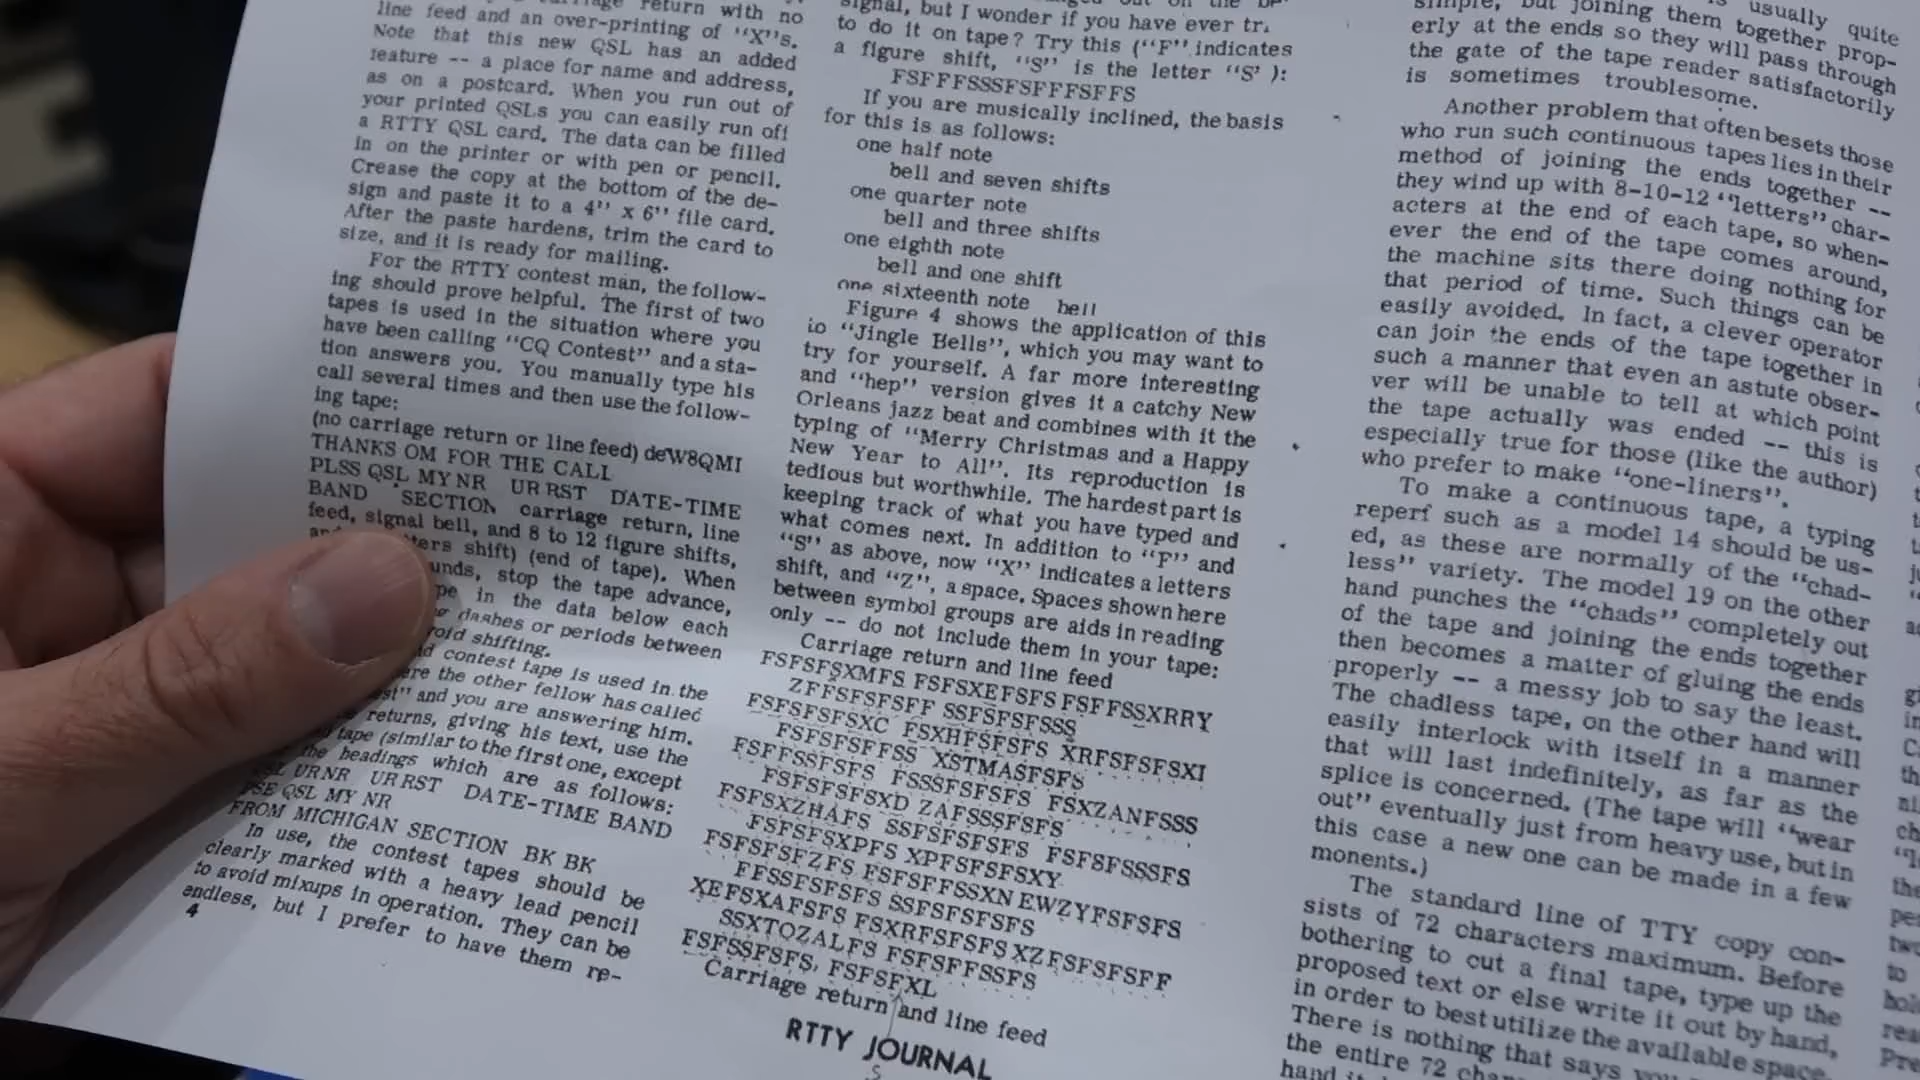 return with no
line feed and an over-printing of "X"s.
Note that this new QSL has an added
feature -- a place for name and address,
as on a postcard. When you run out of
your printed QSLs you can easily run off
a RTTY QSL card. The data can be filled
in on the printer or with pen or pencil.
Crease the copy at the bottom of the de-
sign and paste it to a 4" x 6" file card.
After the paste hardens, trim the card to
size, and it is ready for mailing.
For the RTTY contest man, the follow-
ing should prove helpful. The first of two
tapes is used in the situation where you
have been calling "CQ Contest" and a sta-
tion answers you. You manually type his
call several times and then use the follow-
ing tape:
(no carriage return or line feed) deW8QMI
THANKS OM FOR THE CALL
PLSS QSL MY NR UR RST DATE-TIME
BAND SECTION carriage return, line
feed, signal bell, and 8 to 12 figure shifts,
shift) (end of tape). When
stop the tape advance,
in the data below each
dashes or periods between
shifting.
contest tape is used in the
the other fellow has called
and you are answering him.
returns, giving his text, use the
tape (similar to the first one, except
the headings which are as follows:
URNR UR RST DATE-TIME BAND
QSL MY NR
FROM MICHIGAN SECTION BK BK
In use, the contest tapes should be
clearly marked with a heavy lead pencil
to avoid mixups in operation. They can be
endless, but I prefer to have them re-
4
signal, but I wonder if you have ever
to do it on tape? Try this ("F" indicates
a figure shift, "S" is the letter "S'):
FSFFFSSSFSFFFSFFS
If you are musically inclined, the basis
for this is as follows:
one half note
bell and seven shifts
one quarter note
bell and three shifts
one eighth note
bell and one shift
one sixteenth note bell
Figure 4 shows the application of this
to "Jingle Bells", which you may want to
try for yourself. A far more interesting
and "hep" version gives it a catchy New
Orleans jazz beat and combines with it the
typing of "Merry Christmas and a Happy
New Year to All". Its reproduction is
tedious but worthwhile. The hardest part is
keeping track of what you have typed and
what comes next. In addition to "F" and
"S" as above, now "X" indicates a letters
shift, and "Z", a space. Spaces shown here
between symbol groups are aids in reading
only -- do not include them in your tape:
Carriage return and line feed
FSFSFSXMFS FSFSXEFSFS FSFFSSXRRY
ZFFSFSFSFF SSFSFSFSSS
FSFSFSFSXC FSXHFSFSFS XRFSFSFSXI
FSFSFSFFSS XSTMASFSFS
FSFFSSFSFS FSSSFSFSFS FSXZANFSSS
FSFSFSFSXD ZAFSSSFSFS
FSFSXZHAFS SSFSFSFSFS FSFSFSSSFS
FSFSFSXPFS XPFSFSFSXY
FSFSFSFZFS FSFSFFSSXN EWZYFSFSFS
FFSSFSFSFS SSFSFSFSFS
XEFSXAFSFS FSXRFSFSFS XZFSFSFSFF
SSXTOZALFS FSFSFFSSFS
FSFSSFSFS, FSFSFXL
Carriage return and line feed
RTTY JOURNAL
usually quite
simple, but joining them together prop-
erly at the ends so they will pass through
the gate of the tape reader satisfactorily
is sometimes troublesome.
Another problem that often besets those
who run such continuous tapes lies in their
method of joining the ends together --
they wind up with 8-10-12 "letters" char-
acters at the end of each tape, so when-
ever the end of the tape comes around,
the machine sits there doing nothing for
that period of time. Such things can be
easily avoided. In fact, a clever operator
can join the ends of the tape together in
such a manner that even an astute obser-
ver will be unable to tell at which point
the tape actually was ended -- this is
especially true for those (like the author)
who prefer to make "one-liners".
To make a continuous tape, a typing
reperf such as a model 14 should be us-
ed, as these are normally of the "chad-
less" variety. The model 19 on the other
hand punches the "chads" completely out
of the tape and joining the ends together
then becomes a matter of gluing the ends
properly -- a messy job to say the least.
The chadless tape, on the other hand will
easily interlock with itself in a manner
that will last indefinitely, as far as the
splice is concerned. (The tape will "wear
out" eventually just from heavy use, but in
this case a new one can be made in a few
monents.)
The standard line of TTY copy con-
sists of 72 characters maximum. Before
bothering to cut a final tape, type up the
proposed text or else write it out by hand,
in order to best utilize the available space.
There is nothing that says
the entire 72